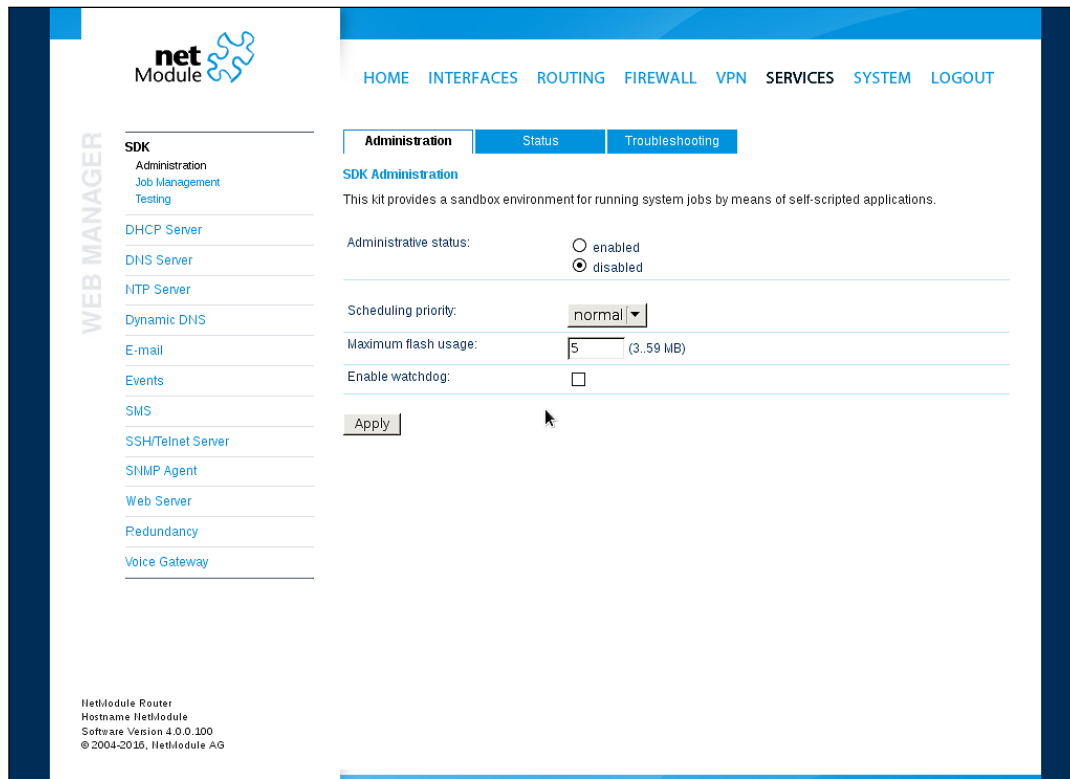 net
Module
HOME INTERFACES ROUTING FIREWALL VPN SERVICES SYSTEM LOGOUT
WEB MANAGER
SDK
Administration
Job Management
Testing
DHCP Server
DNS Server
NTP Server
Dynamic DNS
E-mail
Events
SMS
SSH/Telnet Server
SNMP Agent
Web Server
Redundancy
Voice Gateway
Administration Status Troubleshooting
SDK Administration
This kit provides a sandbox environment for running system jobs by means of self-scripted applications.
Administrative status:
enabled
disabled
Scheduling priority: normal
Maximum flash usage: 5 (3..59 MB)
Enable watchdog:
Apply
NetModule Router
Hostname NetModule
Software Version 4.0.0.100
© 2004-2016, NetModule AG